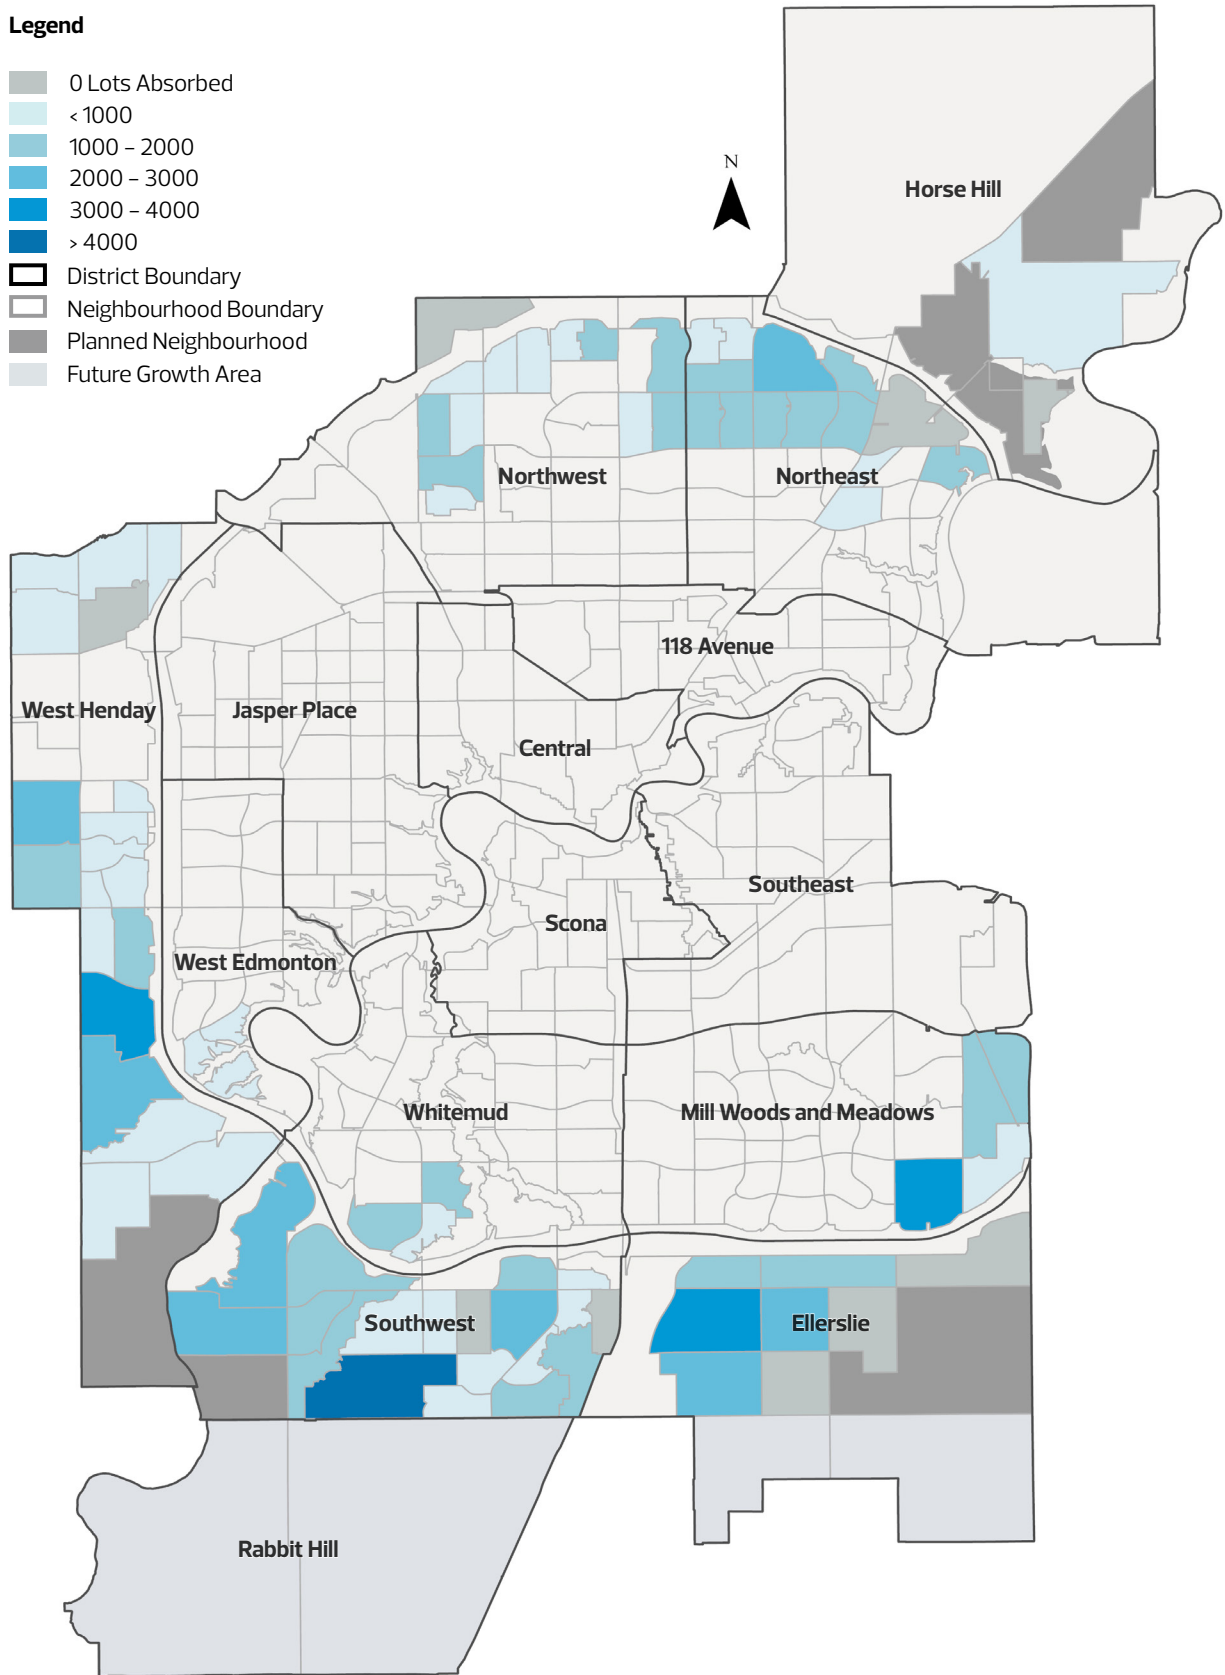 Legend
0 Lots Absorbed
< 1000
1000 – 2000
2000 – 3000
3000 – 4000
> 4000
District Boundary
Neighbourhood Boundary
Planned Neighbourhood
Future Growth Area
N
Horse Hill
Northwest
Northeast
118 Avenue
West Henday
Jasper Place
Central
Southeast
Scona
West Edmonton
Whitemud
Mill Woods and Meadows
Southwest
Ellerslie
Rabbit Hill